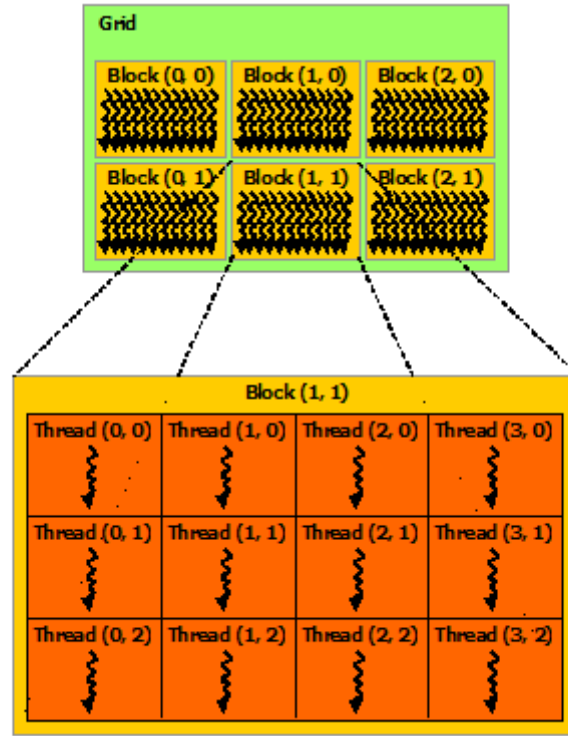 Grid
Block (0, 0) Block (1, 0) Block (2, 0)
Block (0, 1) Block (1, 1) Block (2, 1)
Block (1, 1)
Thread (0, 0) Thread (1, 0) Thread (2, 0) Thread (3, 0)
Thread (0, 1) Thread (1, 1) Thread (2, 1) Thread (3, 1)
Thread (0, 2) Thread (1, 2) Thread (2, 2) Thread (3, 2)